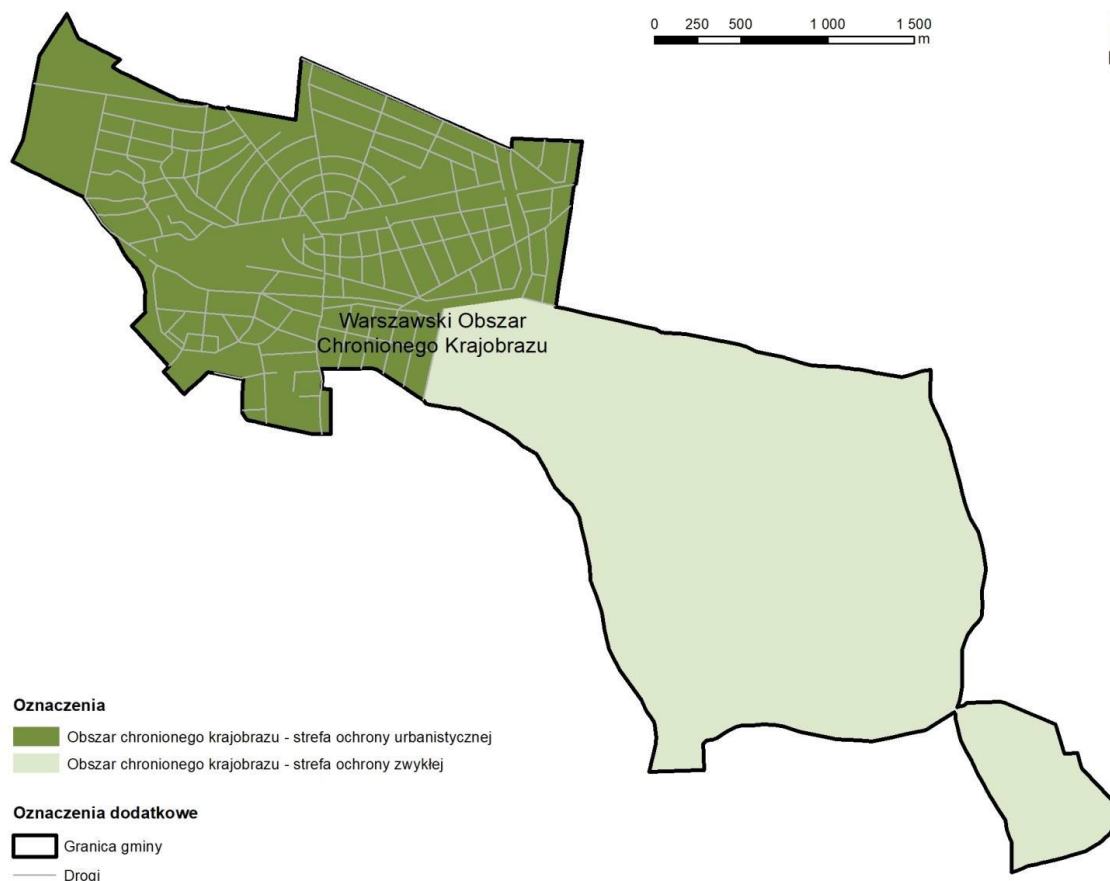 0 250 500 1 000 1 500
m
Warszawski Obszar
Chronionego Krajobrazu
Oznaczenia
Obszar chronionego krajobrazu - strefa ochrony urbanistycznej
Obszar chronionego krajobrazu - strefa ochrony zwykłej
Oznaczenia dodatkowe
Granica gminy
Drogi